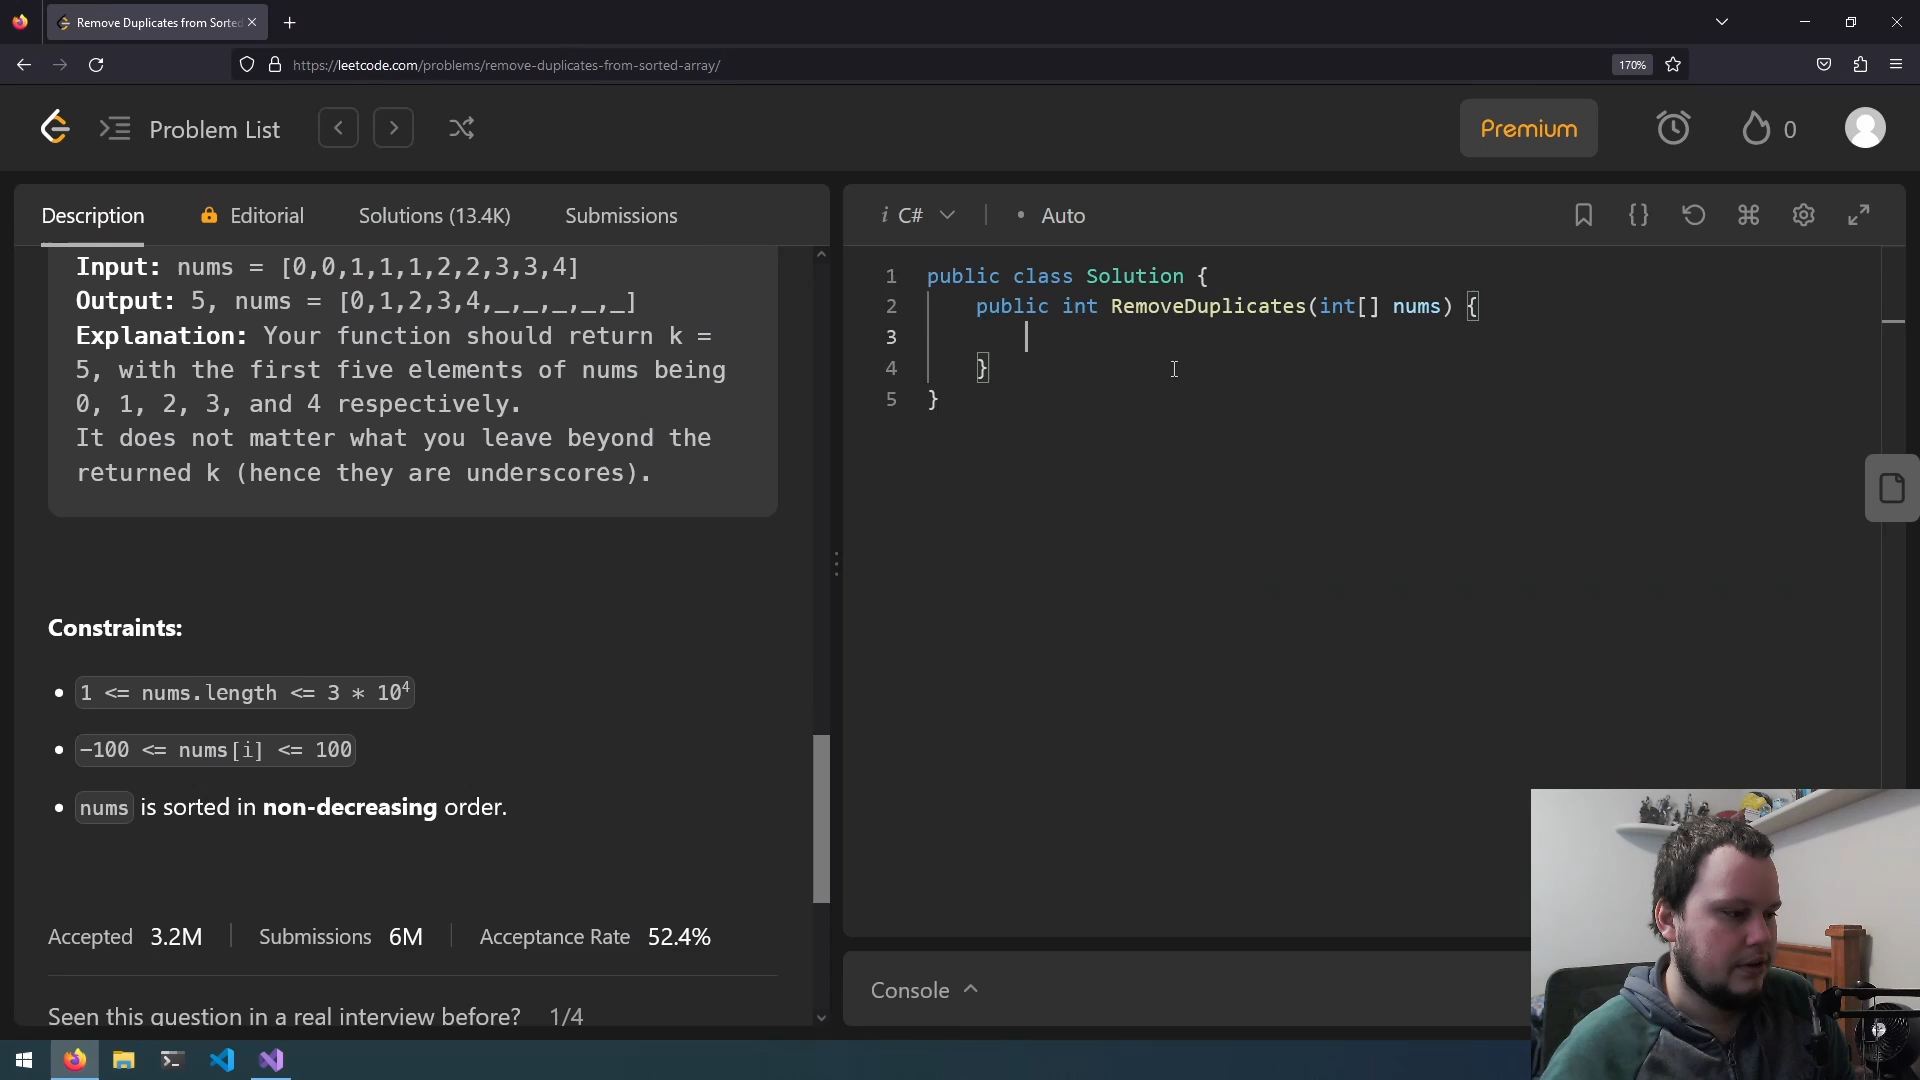 Remove Duplicates from Sorted
https://leetcode.com/problems/remove-duplicates-from-sorted-array/
170%
Problem List
Premium
0
Description
Editorial
Solutions (13.4K)
Submissions
Input: nums = [0,0,1,1,1,2,2,3,3,4]
Output: 5, nums = [0,1,2,3,4,_,_,_,_,_]
Explanation: Your function should return k =
5, with the first five elements of nums being
0, 1, 2, 3, and 4 respectively.
It does not matter what you leave beyond the
returned k (hence they are underscores).
Constraints:
• 1 <= nums.length <= 3 * 10⁴
• -100 <= nums[i] <= 100
• nums is sorted in non-decreasing order.
Accepted 3.2M
Submissions 6M
Acceptance Rate 52.4%
Seen this question in a real interview before? 1/4
i C#
• Auto
1 public class Solution {
2 public int RemoveDuplicates(int[] nums) {
3
4 }
5 }
Console